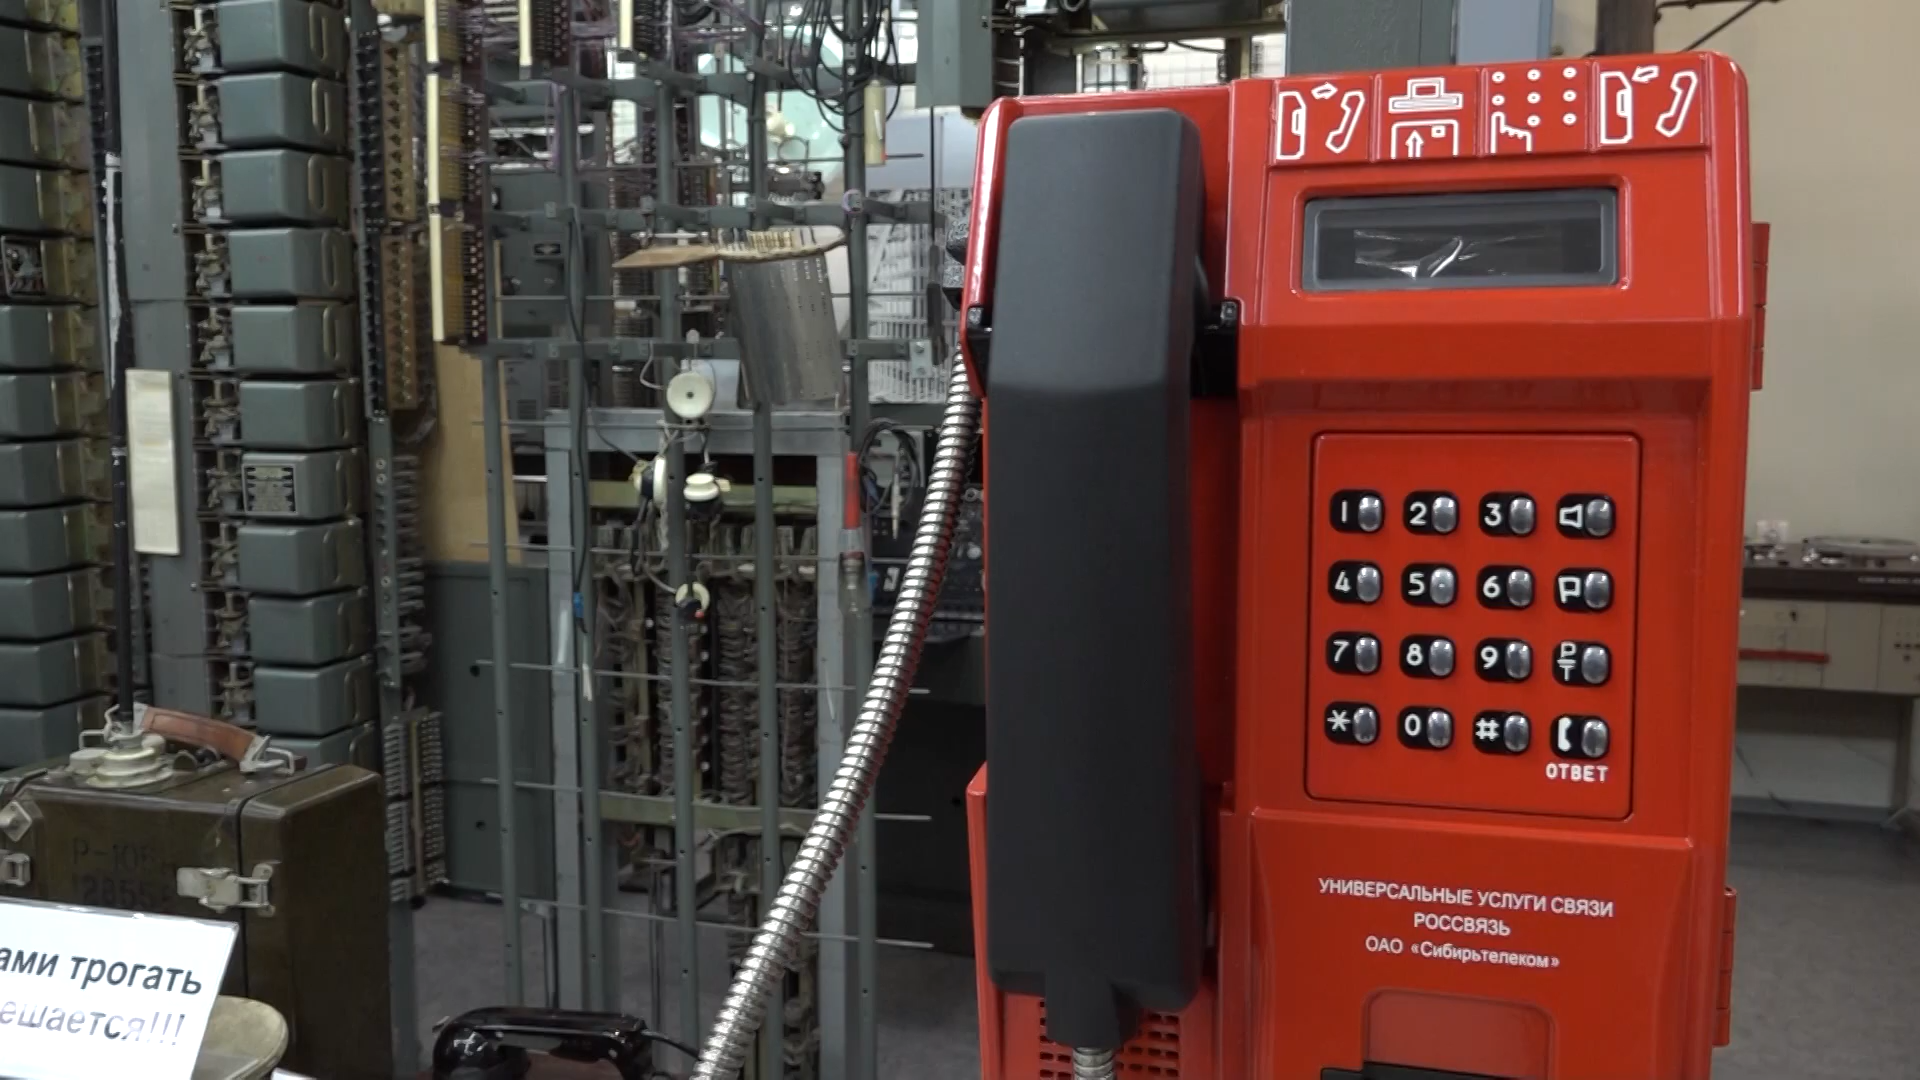 1 2 3
4 5 6
7 8 9 Р/Т
* 0 #
ОТВЕТ
УНИВЕРСАЛЬНЫЕ УСЛУГИ СВЯЗИ
РОССВЯЗЬ
ОАО «Сибирьтелеком»
ами трогать
ешается!!!